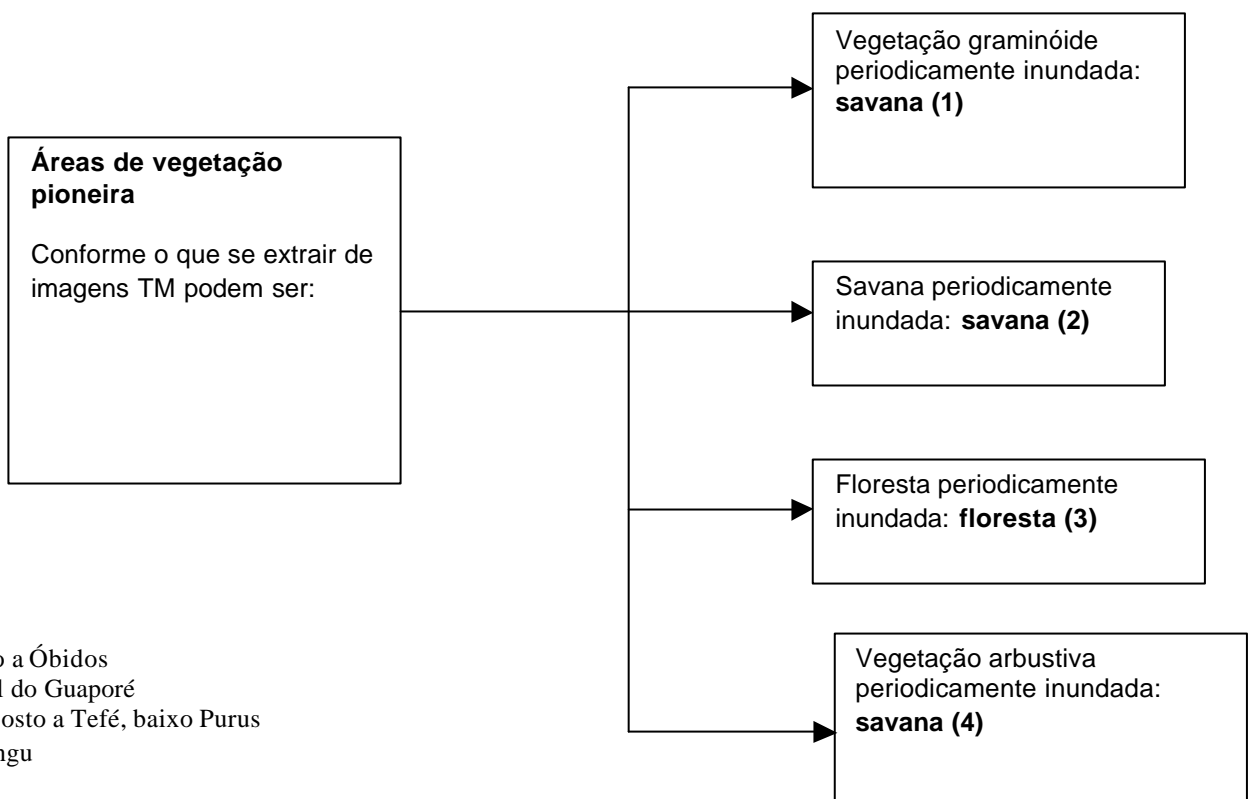 Vegetação graminóide
periodicamente inundada:
savana (1)
Áreas de vegetação
pioneira
Conforme o que se extrair de
imagens TM podem ser:
Savana periodicamente
inundada: savana (2)
Floresta periodicamente
inundada: floresta (3)
Vegetação arbustiva
periodicamente inundada:
savana (4)
a Óbidos
do Guaporé
a Tefé, baixo Purus